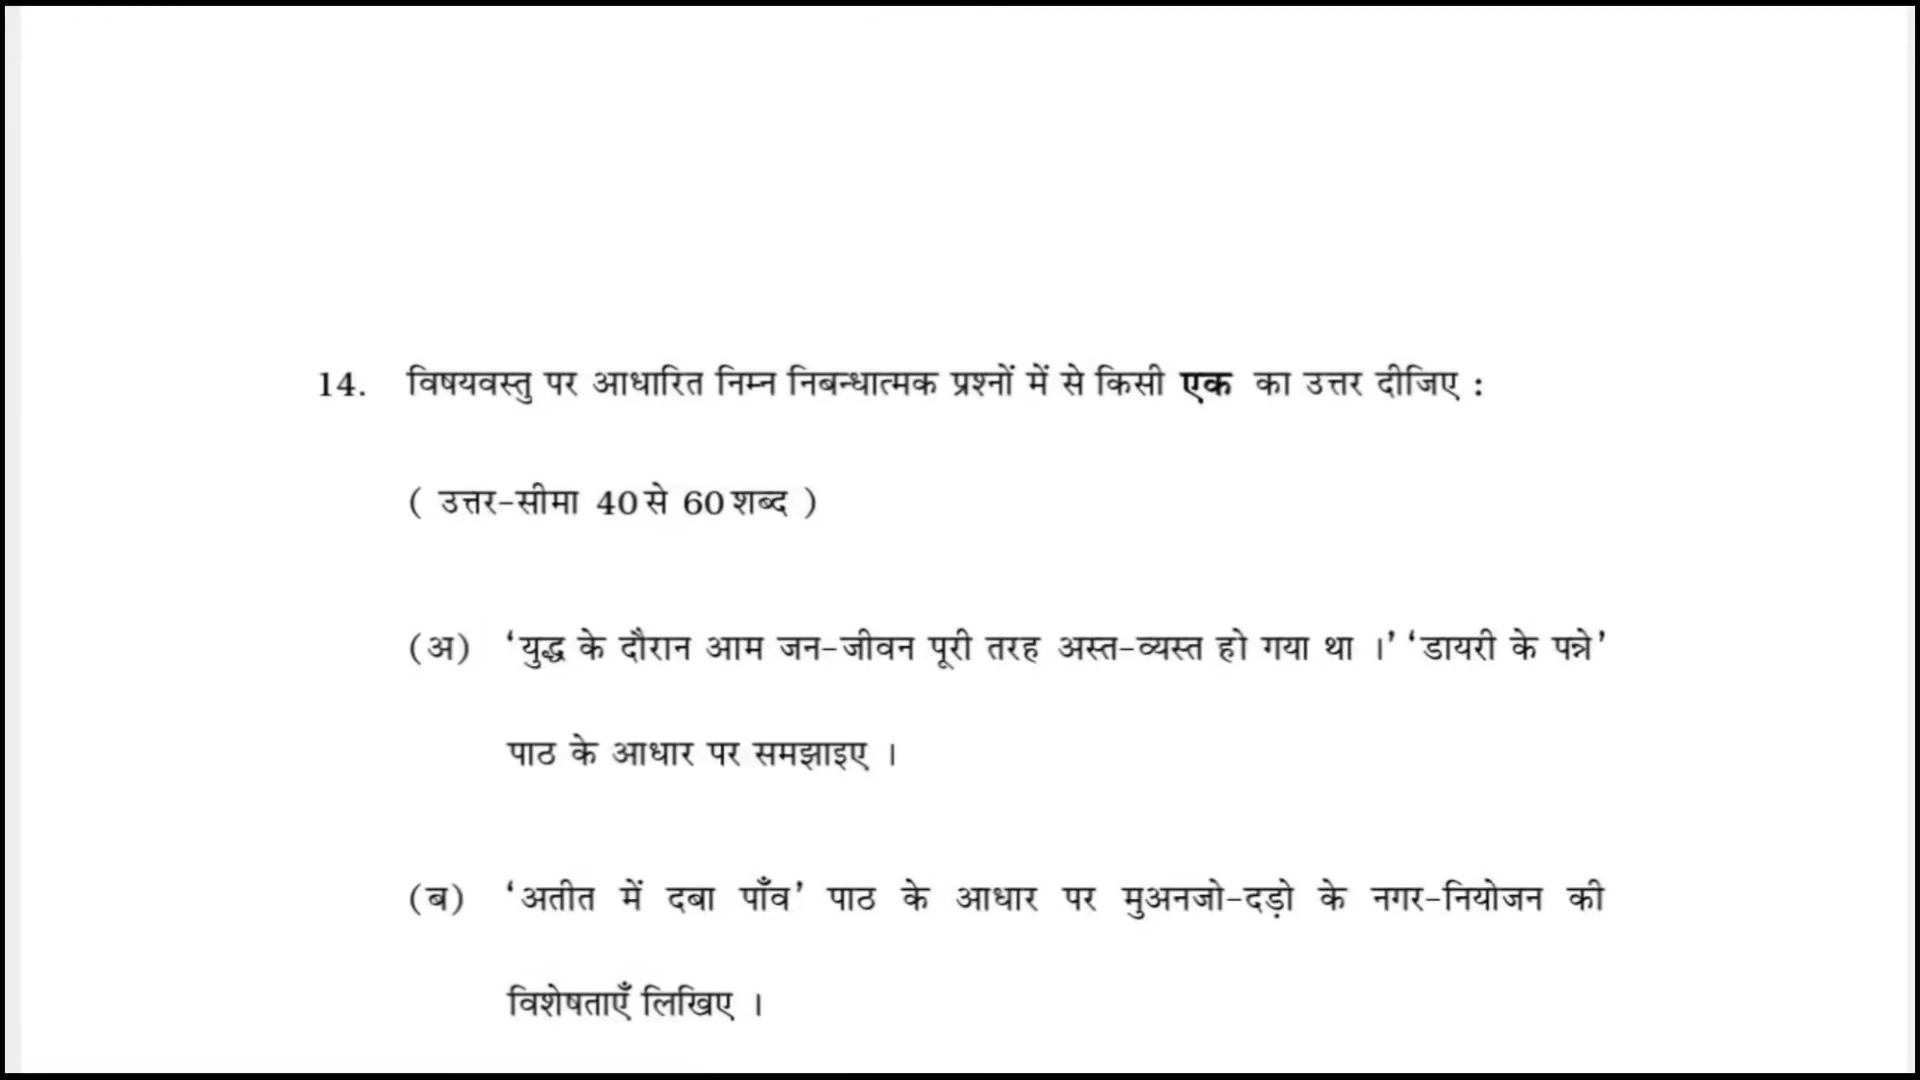 14. विषयवस्तु पर आधारित निम्न निबन्धात्मक प्रश्नों में से किसी एक का उत्तर दीजिए :
( उत्तर-सीमा 40 से 60 शब्द )
(अ) ‘युद्ध के दौरान आम जन-जीवन पूरी तरह अस्त-व्यस्त हो गया था ।’ ‘डायरी के पन्ने’
पाठ के आधार पर समझाइए ।
(ब) ‘अतीत में दबा पाँव’ पाठ के आधार पर मुअनजो-दड़ो के नगर-नियोजन की
विशेषताएँ लिखिए ।